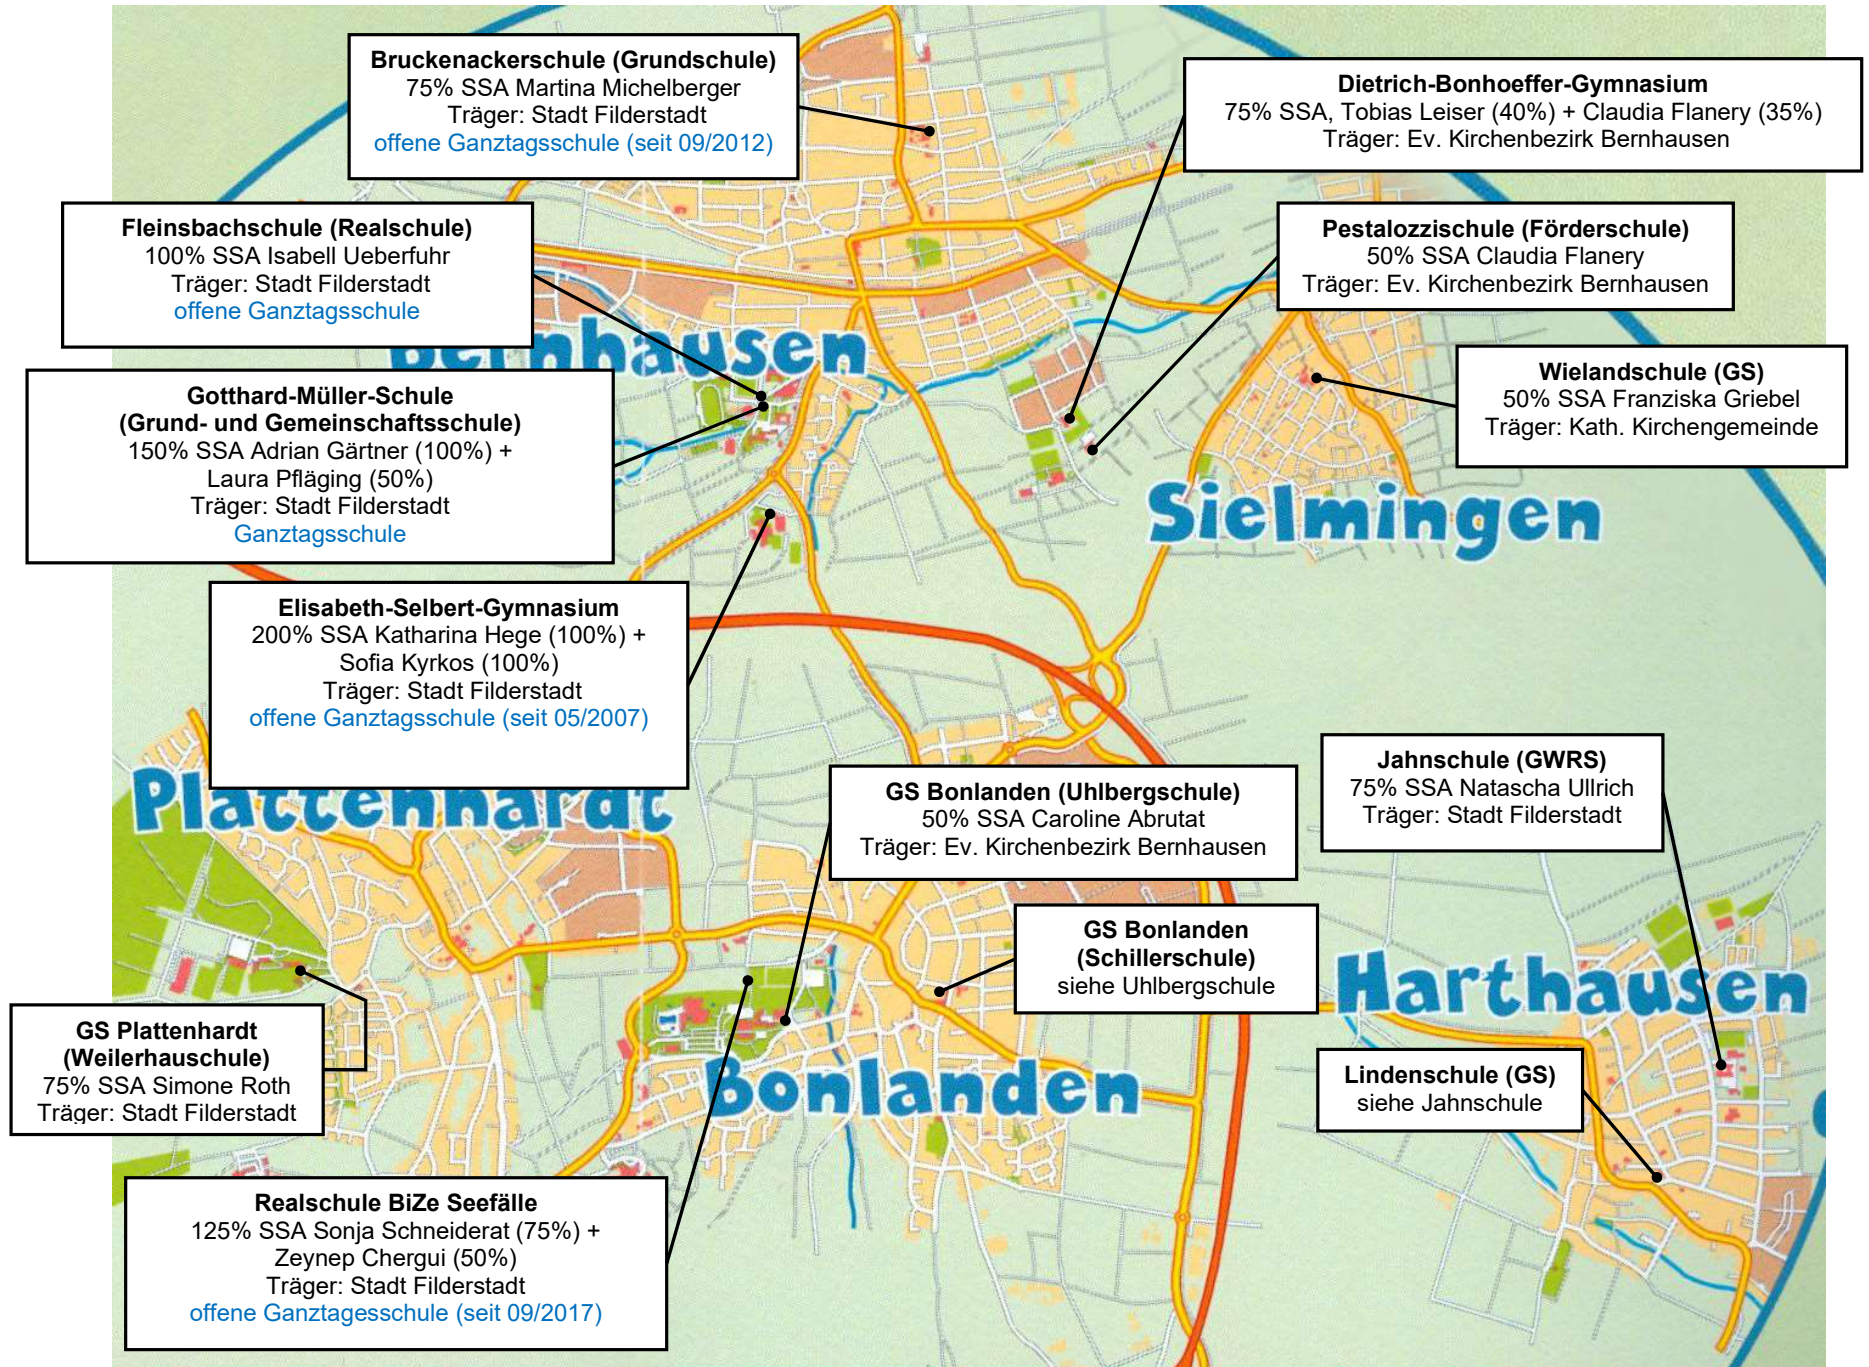 Bruckenackerschule (Grundschule)
75% SSA Martina Michelberger
Träger: Stadt Filderstadt
offene Ganztagsschule (seit 09/2012)
Dietrich-Bonhoeffer-Gymnasium
75% SSA, Tobias Leiser (40%) + Claudia Flanery (35%)
Träger: Ev. Kirchenbezirk Bernhausen
Fleinsbachschule (Realschule)
100% SSA Isabell Ueberfuhr
Träger: Stadt Filderstadt
offene Ganztagsschule
Pestalozzischule (Förderschule)
50% SSA Claudia Flanery
Träger: Ev. Kirchenbezirk Bernhausen
Bernhausen
Wielandschule (GS)
50% SSA Franziska Griebel
Träger: Kath. Kirchengemeinde
Gotthard-Müller-Schule
(Grund- und Gemeinschaftsschule)
150% SSA Adrian Gärtner (100%) +
Laura Pfläging (50%)
Träger: Stadt Filderstadt
Ganztagsschule
Sielmingen
Elisabeth-Selbert-Gymnasium
200% SSA Katharina Hege (100%) +
Sofia Kyrkos (100%)
Träger: Stadt Filderstadt
offene Ganztagsschule (seit 05/2007)
Plattenhardt
GS Bonlanden (Uhlbergschule)
50% SSA Caroline Abrutat
Träger: Ev. Kirchenbezirk Bernhausen
Jahnschule (GWRS)
75% SSA Natascha Ullrich
Träger: Stadt Filderstadt
GS Bonlanden
(Schillerschule)
siehe Uhlbergschule
Harthausen
GS Plattenhardt
(Weilerhauschule)
75% SSA Simone Roth
Träger: Stadt Filderstadt
Bonlanden
Lindenschule (GS)
siehe Jahnschule
Realschule BiZe Seefälle
125% SSA Sonja Schneiderat (75%) +
Zeynep Chergui (50%)
Träger: Stadt Filderstadt
offene Ganztagesschule (seit 09/2017)